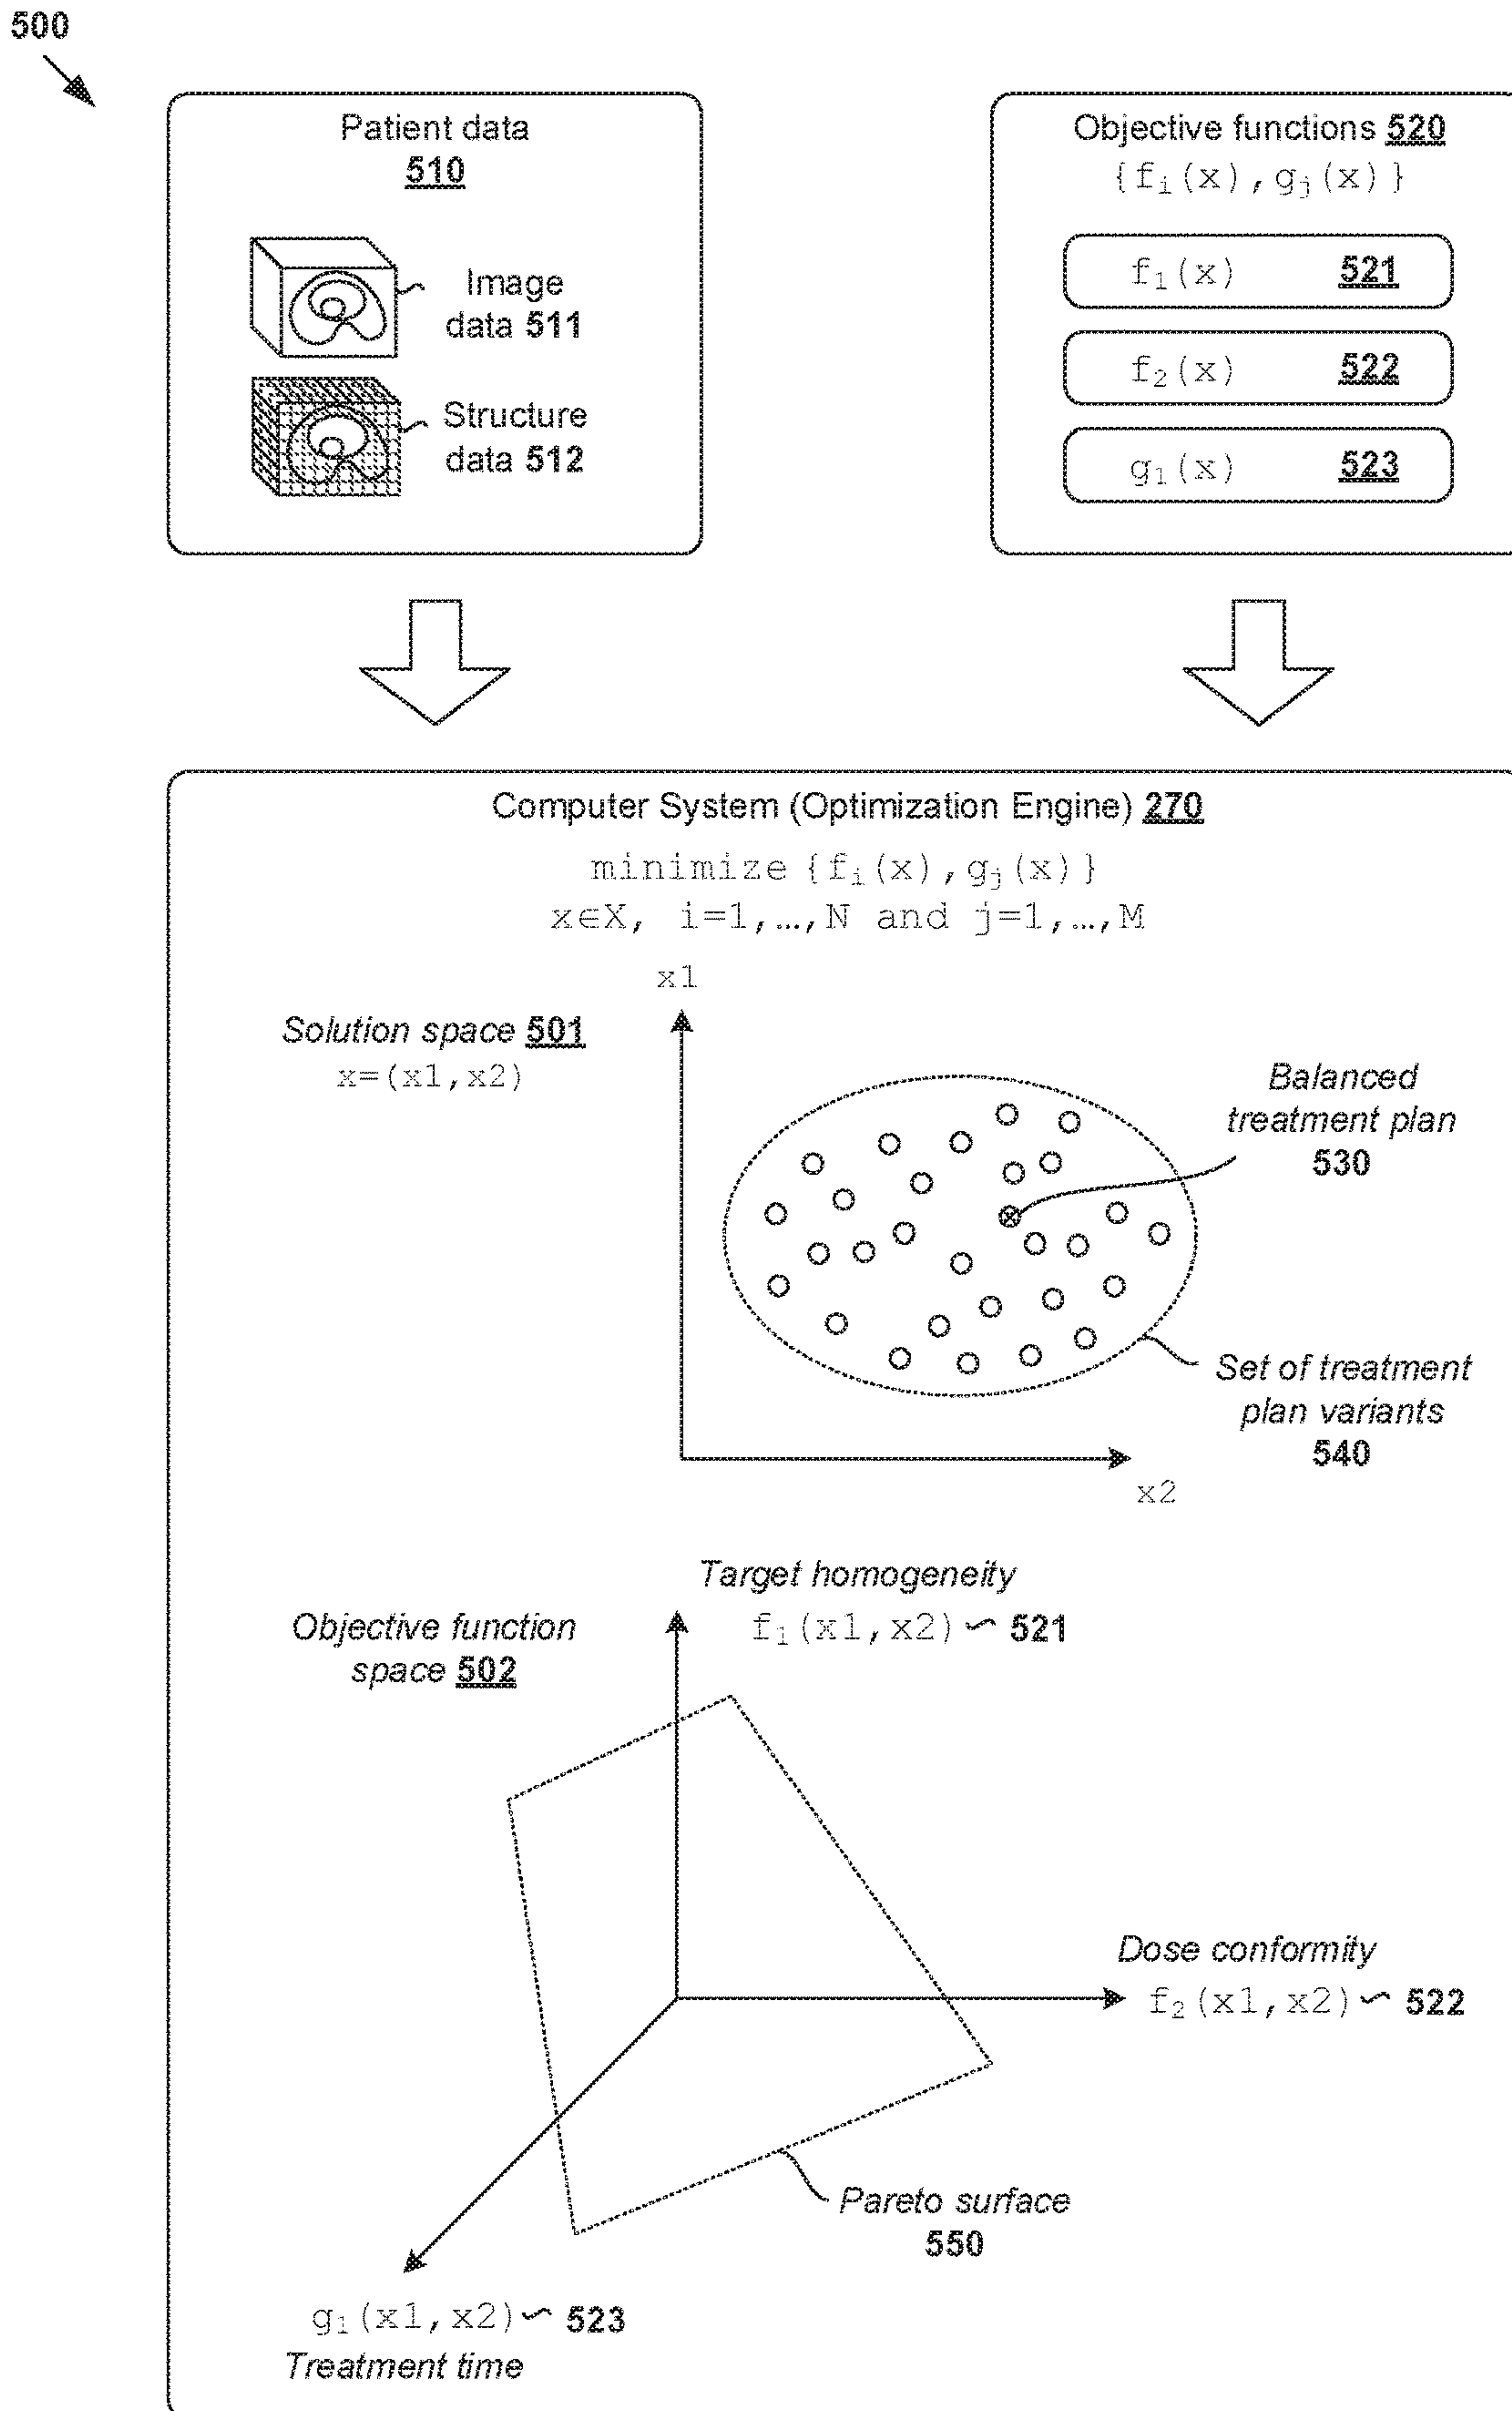 500
Patient data
510
Image
data 511
Structure
data 512
Objective functions 520
{fᵢ(x),gⱼ(x)}
f₁(x) 521
f₂(x) 522
g₁(x) 523
Computer System (Optimization Engine) 270
minimize {fᵢ(x),gⱼ(x)}
x∈X, i=1,…,N and j=1,…,M
x1
Solution space 501
x=(x1,x2)
Balanced
treatment plan
530
Set of treatment
plan variants
540
x2
Target homogeneity
f₁(x1,x2) 521
Objective function
space 502
Dose conformity
f₂(x1,x2) 522
Pareto surface
550
g₁(x1,x2) 523
Treatment time